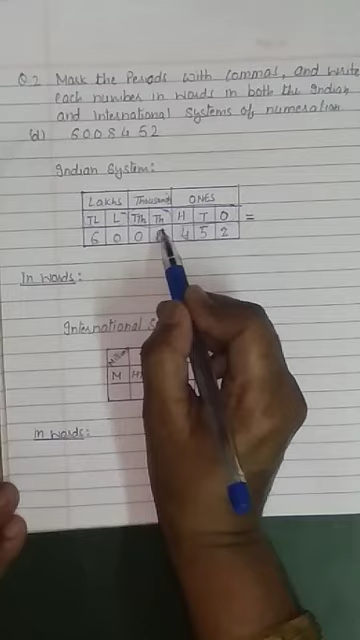 Q.2 Mark the Periods with commas, and write
each number in words in both the Indian
and International Systems of numeration
(d) 6008452
Indian System:
Lakhs Thousands ONES
TL L TTh Th H T O =
6 0 0 4 5 2
In words:
International S
Million
M H
In words: